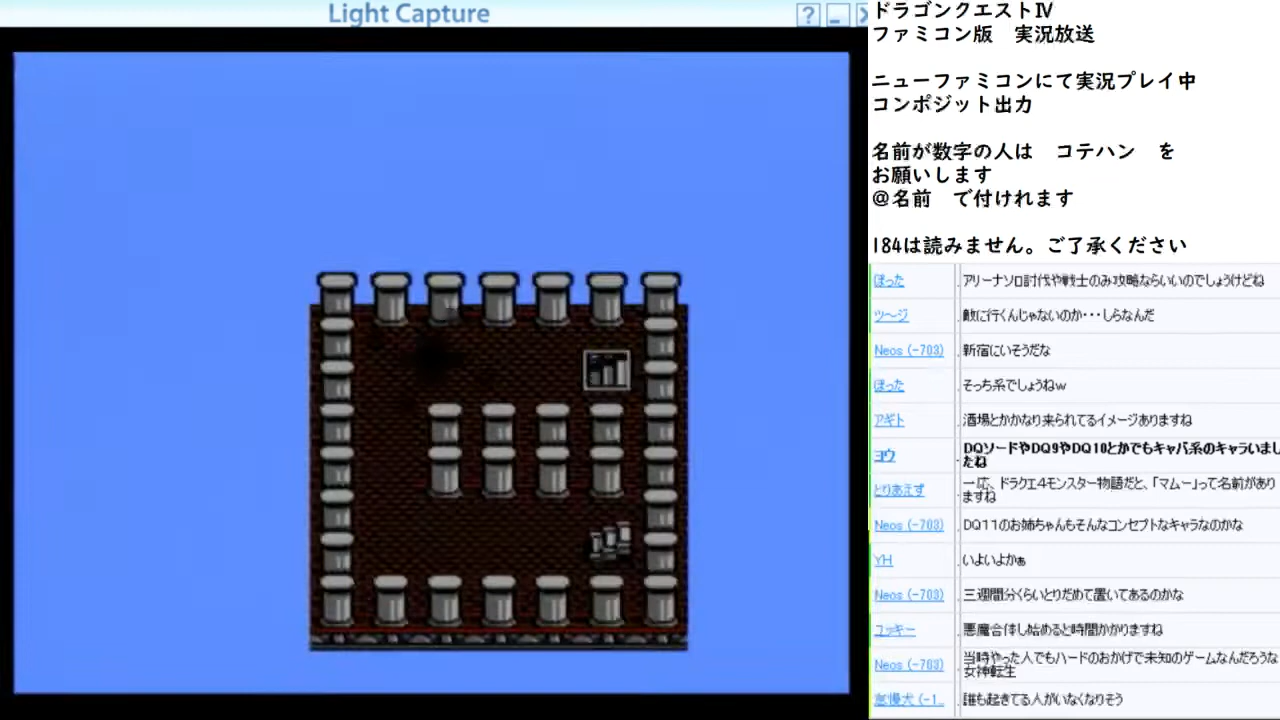 Light Capture
ドラゴンクエストⅣ
ファミコン版　実況放送
ニューファミコンにて実況プレイ中
コンポジット出力
名前が数字の人は　コテハン　を
お願いします
@名前　で付けれます
184は読みません。ご了承ください
ぽった アリーナソロ討伐や戦士のみ攻略ならいいのでしょうけどね
ツ～ジ 敵に行くんじゃないのか・・・しらなんだ
Neos (-703) 新宿にいそうだな
ぽった そっち系でしょうねw
アギト 酒場とかかなり来られてるイメージありますね
ヨウ DQソードやDQ9やDQ10とかでもキャバ系のキャラいまし
たね
とりあえず 一応、ドラクエ4モンスター物語だと、「マムー」って名前があり
ますね
Neos (-703) DQ11のお姉ちゃんもそんなコンセプトなキャラなのかな
YH いよいよかぁ
Neos (-703) 三週間分くらいとりだめて置いてあるのかな
ユッキー 悪魔合体し始めると時間かかりますね
Neos (-703) 当時やった人でもハードのおかげで未知のゲームなんだろうな
女神転生
犬 (-1... 誰も起きてる人がいなくなりそう